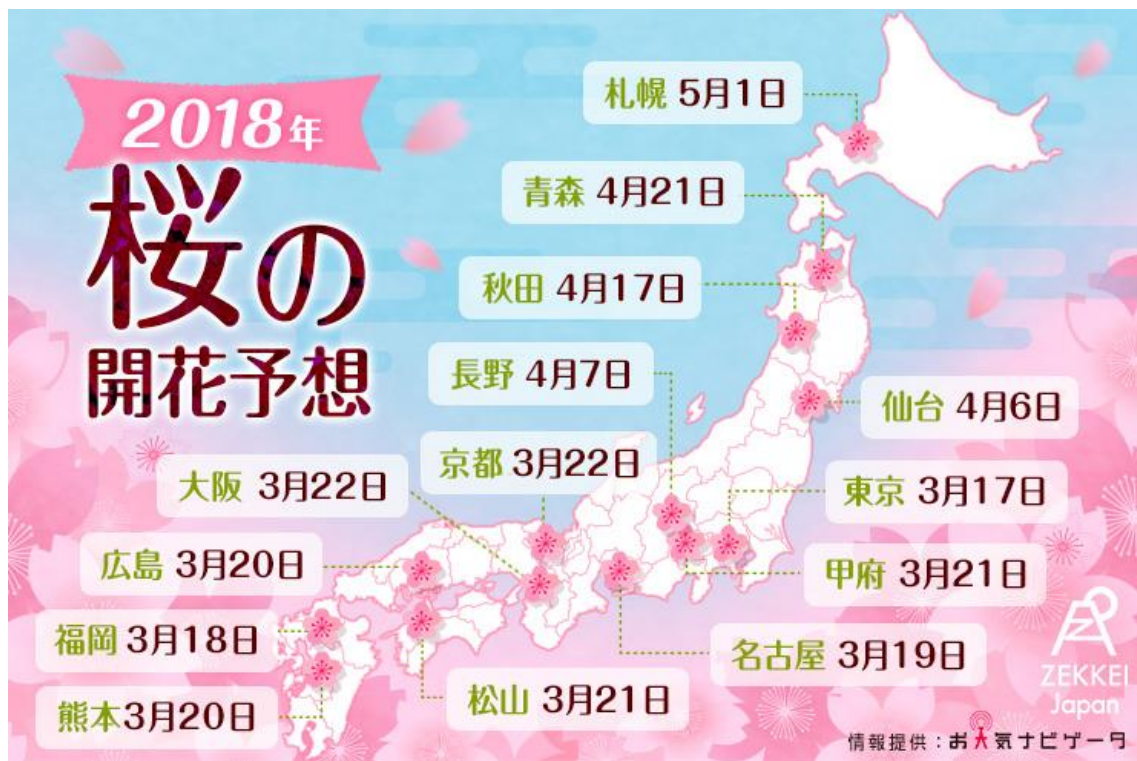 2018年
桜の
開花予想
札幌 5月1日
青森 4月21日
秋田 4月17日
長野 4月7日
仙台 4月6日
京都 3月22日
大阪 3月22日
東京 3月17日
広島 3月20日
甲府 3月21日
福岡 3月18日
名古屋 3月19日
熊本3月20日
松山 3月21日
ZEKKEI
Japan
情報提供：お天気ナビゲータ